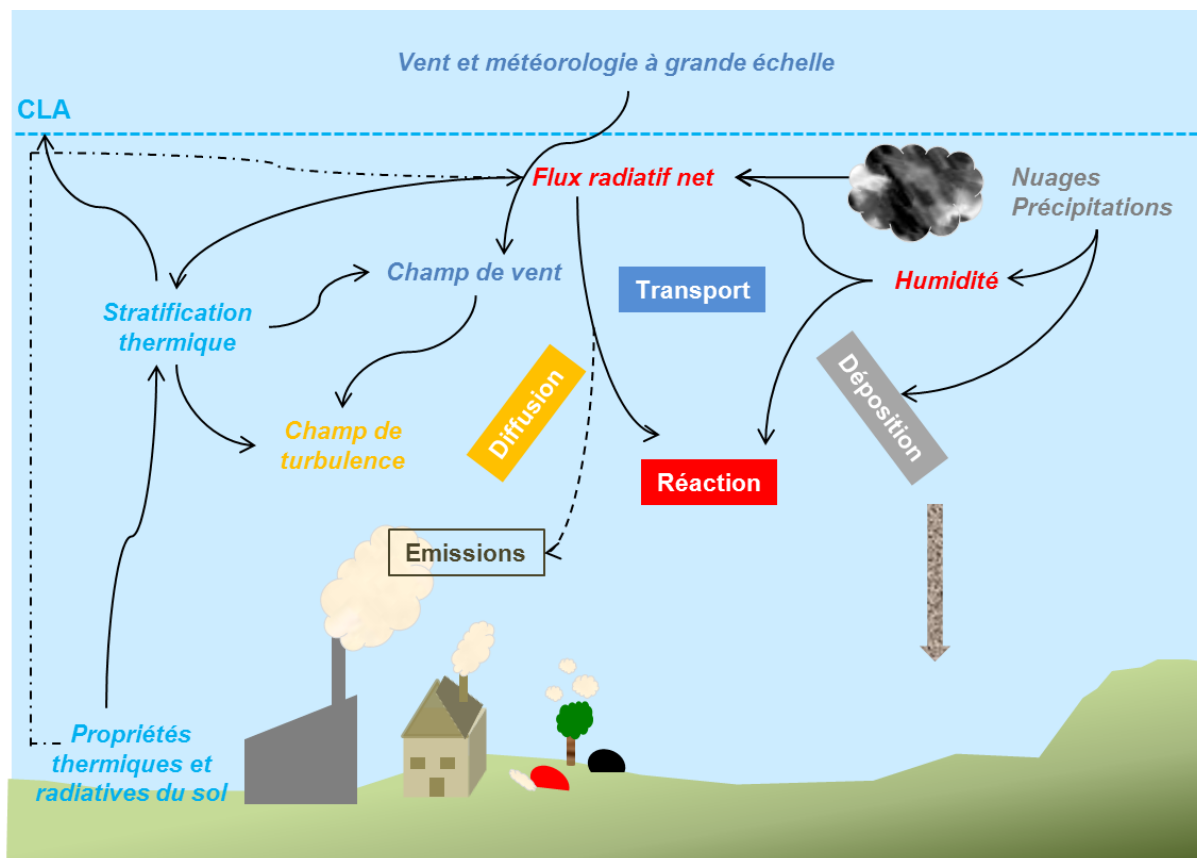 Vent et météorologie à grande échelle
CLA
Flux radiatif net
Nuages
Précipitations
Champ de vent
Transport
Humidité
Stratification
thermique
Diffusion
Déposition
Champ de
turbulence
Réaction
Emissions
Propriétés
thermiques et
radiatives du sol